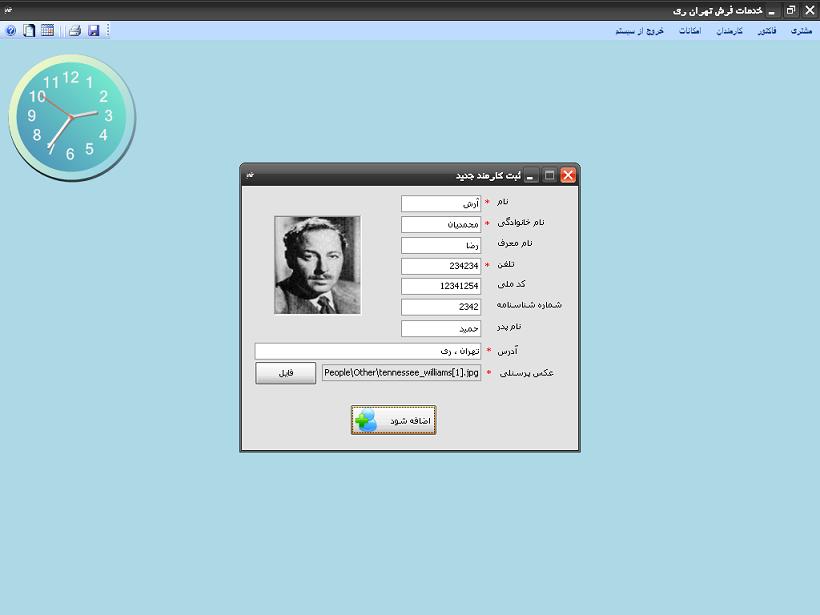 خدمات فرش تهران ری
مشتری فاکتور کارمندان امکانات خروج از سیستم
12
1
2
3
4
5
6
7
8
9
10
11
ثبت کارمند جدید
نام * آرش
نام خانوادگی * محمدیان
نام معرف رضا
تلفن * 234234
کد ملی 12341254
شماره شناسنامه 2342
نام پدر حمید
آدرس * تهران ، ری
عکس پرسنلی * People\Other\tennessee_williams[1].jpg فایل
اضافه شود